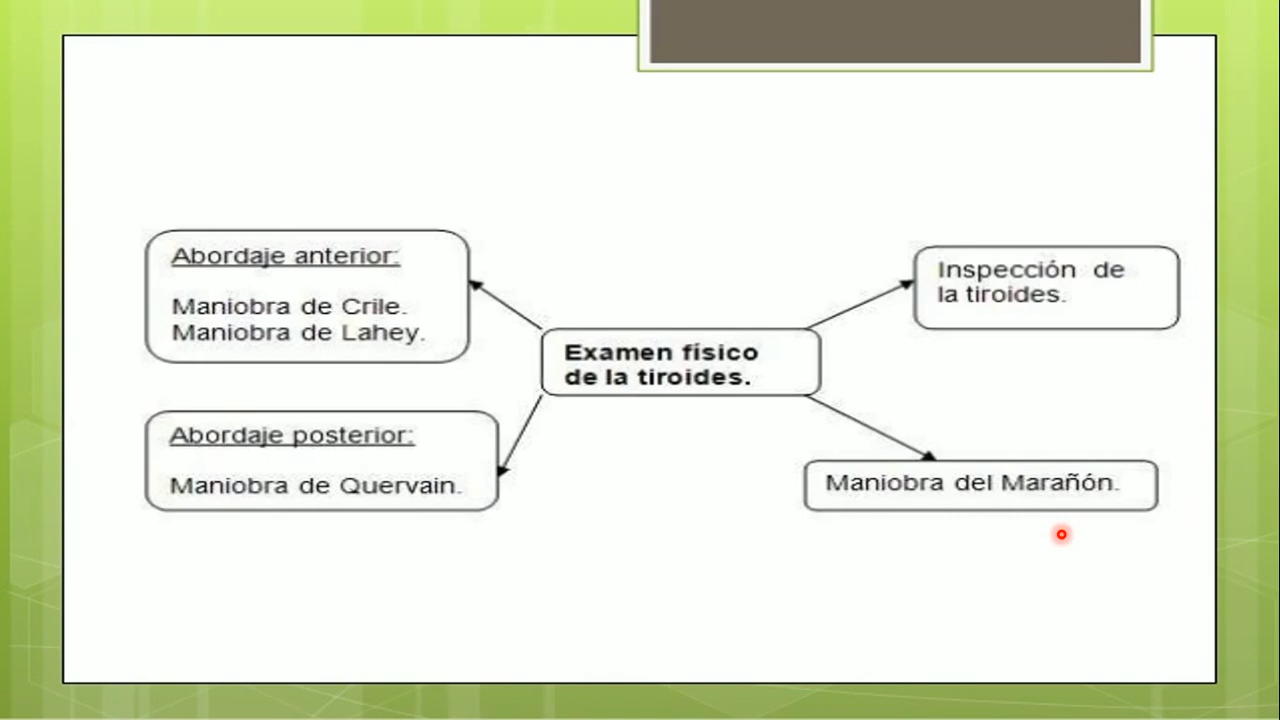 Abordaje anterior:
Maniobra de Crile.
Maniobra de Lahey.
Abordaje posterior:
Maniobra de Quervain.
Examen físico
de la tiroides.
Inspección de
la tiroides.
Maniobra del Marañón.